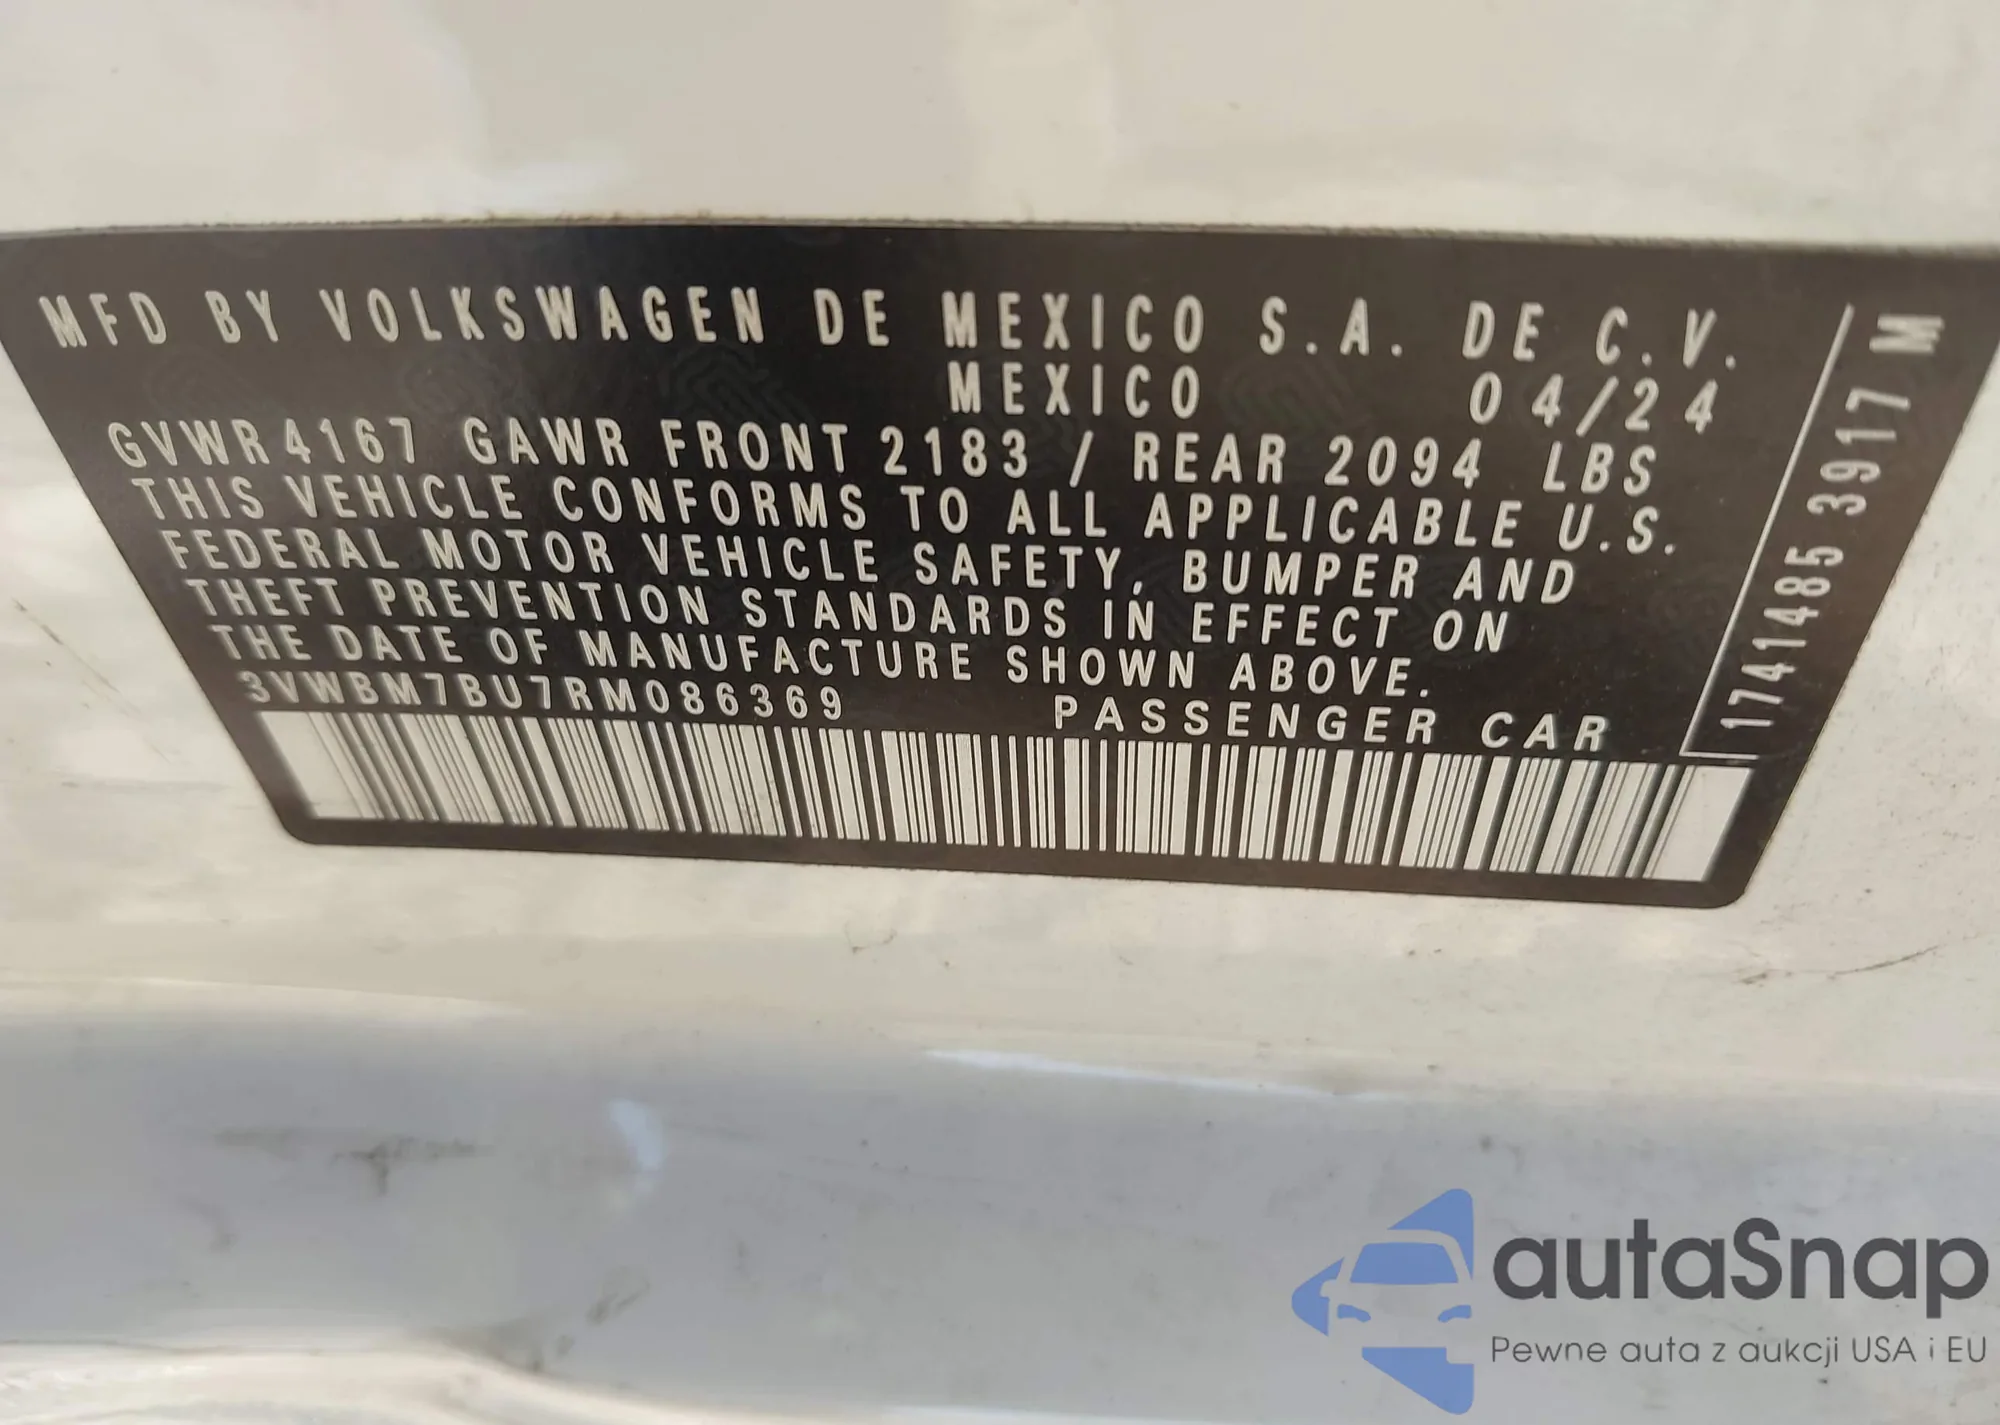 MFD BY VOLKSWAGEN DE MEXICO S.A. DE C.V.
MEXICO 04/24
GVWR 4167 GAWR FRONT 2183 / REAR 2094 LBS
THIS VEHICLE CONFORMS TO ALL APPLICABLE U.S.
FEDERAL MOTOR VEHICLE SAFETY, BUMPER AND
THEFT PREVENTION STANDARDS IN EFFECT ON
THE DATE OF MANUFACTURE SHOWN ABOVE.
3VWBM7BU7RM086369 PASSENGER CAR
1741485 3917 M
autaSnap
Pewne auta z aukcji USA i EU